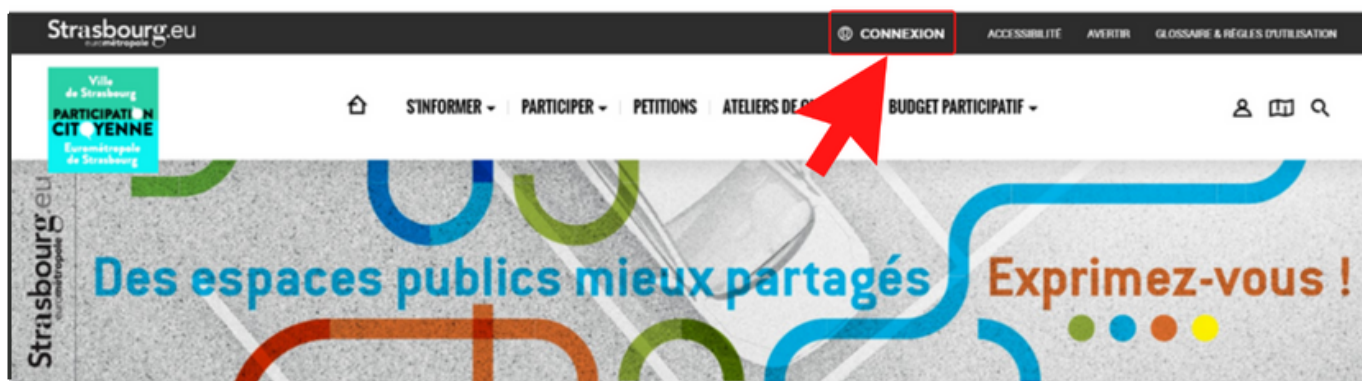 Strasbourg.eu
eurométropole
CONNEXION
ACCESSIBILITÉ
AVERTIR
GLOSSAIRE & RÈGLES D'UTILISATION
Ville
de Strasbourg
PARTICIPATION
CITOYENNE
Eurométropole
de Strasbourg
S'INFORMER
PARTICIPER
PETITIONS
ATELIERS DE
BUDGET PARTICIPATIF
Strasbourg.eu
eurométropole
Des espaces publics mieux partagés
Exprimez-vous !